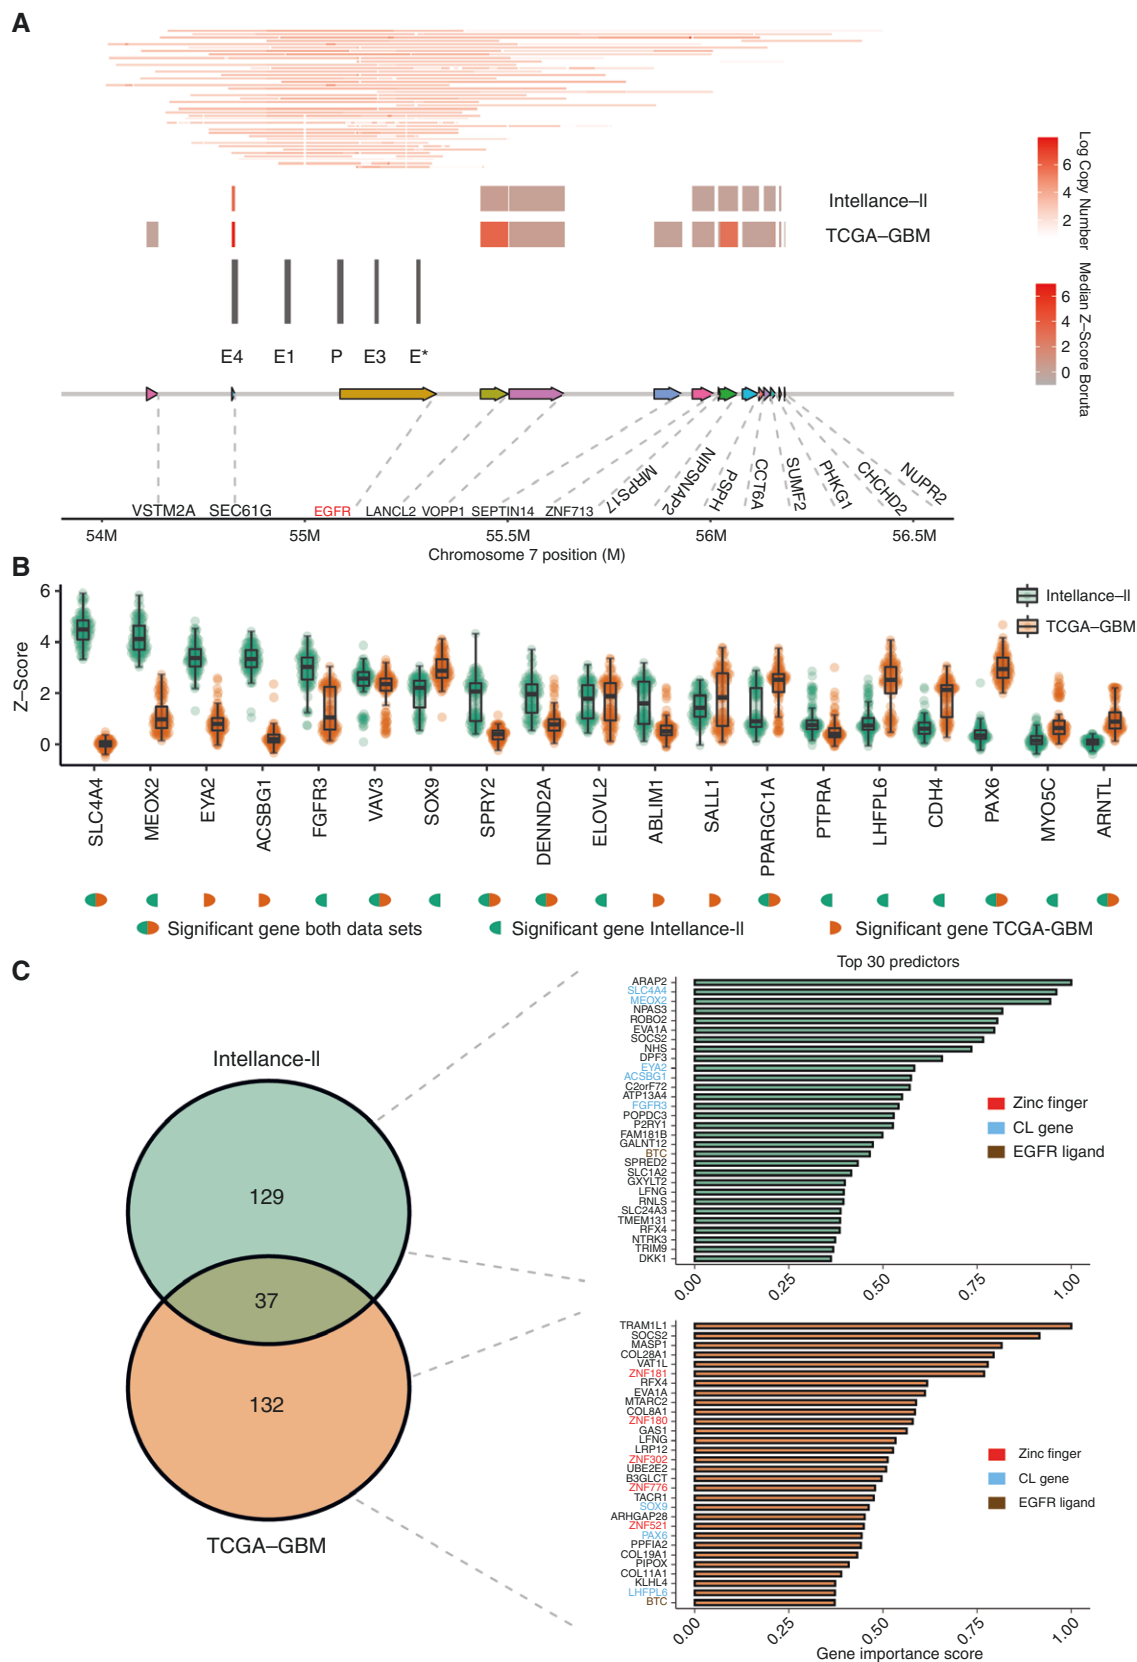 A
Log Copy Number
6
4
2
Intellance–II
TCGA–GBM
Median Z–Score Boruta
6
4
2
0
E4 E1 P E3 E*
VSTM2A SEC61G EGFR LANCL2 VOPP1 SEPTIN14 ZNF713 MRPS17 NIPSNAP2 PSPH CCT6A SUMF2 PHKG1 CHCHD2 NUPR2
54M 55M 55.5M 56M 56.5M
Chromosome 7 position (M)
B
Z–Score
6
4
2
0
Intellance–II
TCGA–GBM
SLC4A4 MEOX2 EYA2 ACSBG1 FGFR3 VAV3 SOX9 SPRY2 DENND2A ELOVL2 ABLIM1 SALL1 PPARGC1A PTPRA LHFPL6 CDH4 PAX6 MYO5C ARNTL
Significant gene both data sets Significant gene Intellance-II Significant gene TCGA-GBM
C
Intellance-II
129
37
132
TCGA–GBM
Top 30 predictors
ARAP2
SLC4A4
MEOX2
NPAS3
ROBO2
EVA1A
SOCS2
NHS
DPF3
EYA2
ACSBG1
C2orF72
ATP13A4
FGFR3
POPDC3
P2RY1
FAM181B
GALNT12
BTC
SPRED2
SLC1A2
GXYLT2
LFNG
RNLS
SLC24A3
TMEM131
RFX4
NTRK3
TRIM9
DKK1
Zinc finger
CL gene
EGFR ligand
0.00 0.25 0.50 0.75 1.00
TRAM1L1
SOCS2
MASP1
COL28A1
VAT1L
ZNF181
RFX4
EVA1A
MTARC2
COL8A1
ZNF180
GAS1
LFNG
LRP12
ZNF302
UBE2E2
B3GLCT
ZNF776
TACR1
SOX9
ARHGAP28
ZNF521
PAX6
PPFIA2
COL19A1
PIPOX
COL11A1
KLHL4
LHFPL6
BTC
Zinc finger
CL gene
EGFR ligand
0.00 0.25 0.50 0.75 1.00
Gene importance score